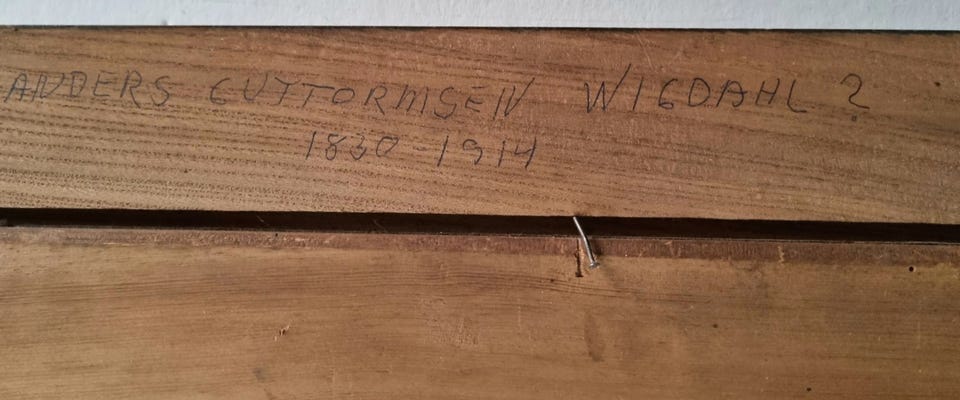 ANDERS GUTTORMSEN WIGDAHL ?
1830-1914